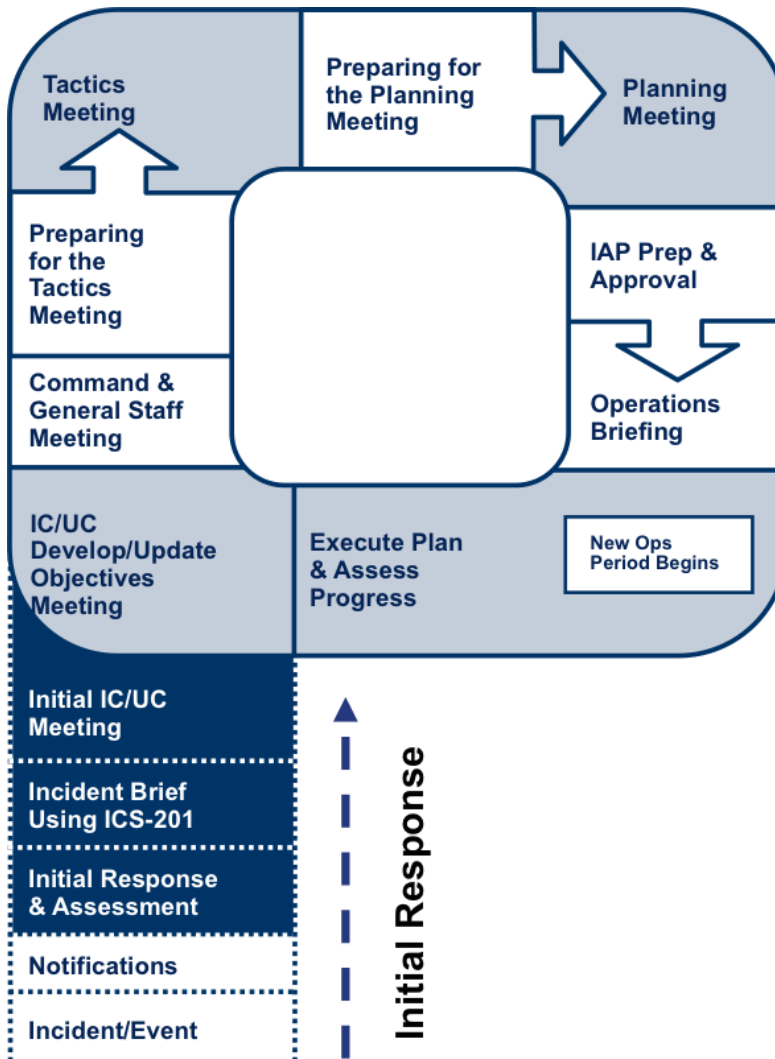 Tactics
Meeting
Preparing for
the Planning
Meeting
Planning
Meeting
Preparing
for the
Tactics
Meeting
IAP Prep &
Approval
Command &
General Staff
Meeting
Operations
Briefing
IC/UC
Develop/Update
Objectives
Meeting
Execute Plan
& Assess
Progress
New Ops
Period Begins
Initial IC/UC
Meeting
Incident Brief
Using ICS-201
Initial Response
& Assessment
Notifications
Incident/Event
Initial Response